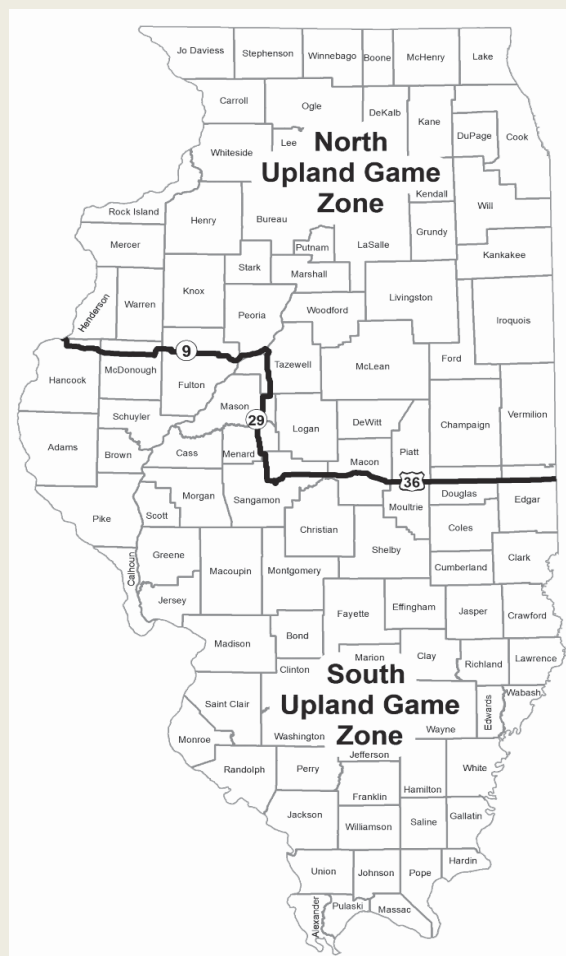 Jo Daviess
Stephenson
Winnebago
Boone
McHenry
Lake
Carroll
Ogle
DeKalb
Kane
DuPage
Cook
Whiteside
Lee
North
Upland Game
Zone
Kendall
Will
Rock Island
Henry
Bureau
LaSalle
Grundy
Mercer
Putnam
Kankakee
Stark
Marshall
Henderson
Warren
Knox
Peoria
Woodford
Livingston
Iroquois
9
Hancock
McDonough
Fulton
Tazewell
McLean
Ford
Mason
29
Schuyler
Logan
DeWitt
Champaign
Vermilion
Adams
Brown
Cass
Menard
Macon
Piatt
36
Morgan
Sangamon
Moultrie
Douglas
Edgar
Pike
Scott
Christian
Coles
Greene
Macoupin
Montgomery
Shelby
Cumberland
Clark
Calhoun
Jersey
Fayette
Effingham
Jasper
Crawford
Madison
Bond
Clinton
Marion
Clay
Richland
Lawrence
South
Upland Game
Zone
Wabash
Edwards
Saint Clair
Washington
Wayne
Monroe
Jefferson
Randolph
Perry
White
Franklin
Hamilton
Jackson
Williamson
Saline
Gallatin
Union
Johnson
Pope
Hardin
Alexander
Pulaski
Massac